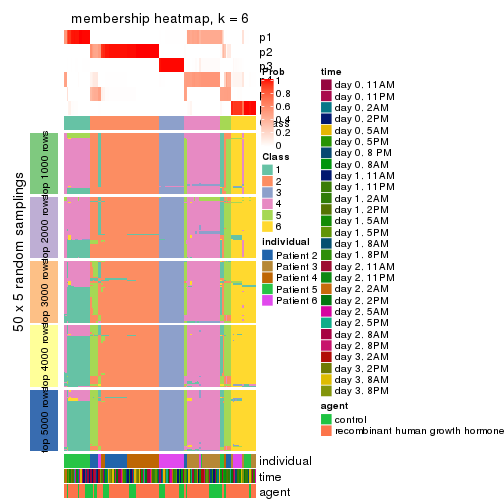 membership heatmap, k = 6
p1
p2
p3
Prob
1
0.8
0.6
0.4
0.2
0
Class
1
2
3
4
5
6
individual
Patient 2
Patient 3
Patient 4
Patient 5
Patient 6
time
day 0. 11AM
day 0. 11PM
day 0. 2AM
day 0. 2PM
day 0. 5AM
day 0. 5PM
day 0. 8 PM
day 0. 8AM
day 1. 11AM
day 1. 11PM
day 1. 2AM
day 1. 2PM
day 1. 5AM
day 1. 5PM
day 1. 8AM
day 1. 8PM
day 2. 11AM
day 2. 11PM
day 2. 2AM
day 2. 2PM
day 2. 5AM
day 2. 5PM
day 2. 8AM
day 2. 8PM
day 3. 2AM
day 3. 2PM
day 3. 8AM
day 3. 8PM
agent
control
recombinant human growth hormone
50 x 5 random samplings
top 1000 rows
top 2000 rows
top 3000 rows
top 4000 rows
top 5000 rows
individual
time
agent